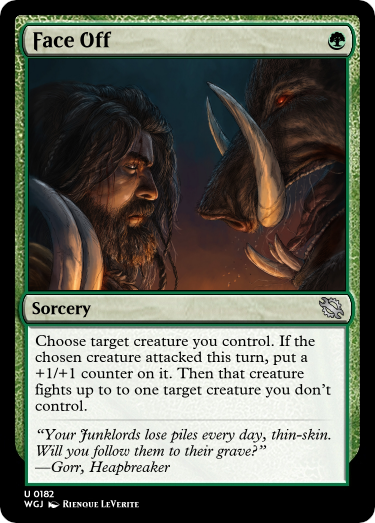 Face Off
Sorcery
Choose target creature you control. If the
chosen creature attacked this turn, put a
+1/+1 counter on it. Then that creature
fights up to to one target creature you don't
control.
“Your Junklords lose piles every day, thin-skin.
Will you follow them to their grave?”
—Gorr, Heapbreaker
U 0182
WGJ RIENOUE LEVERITE